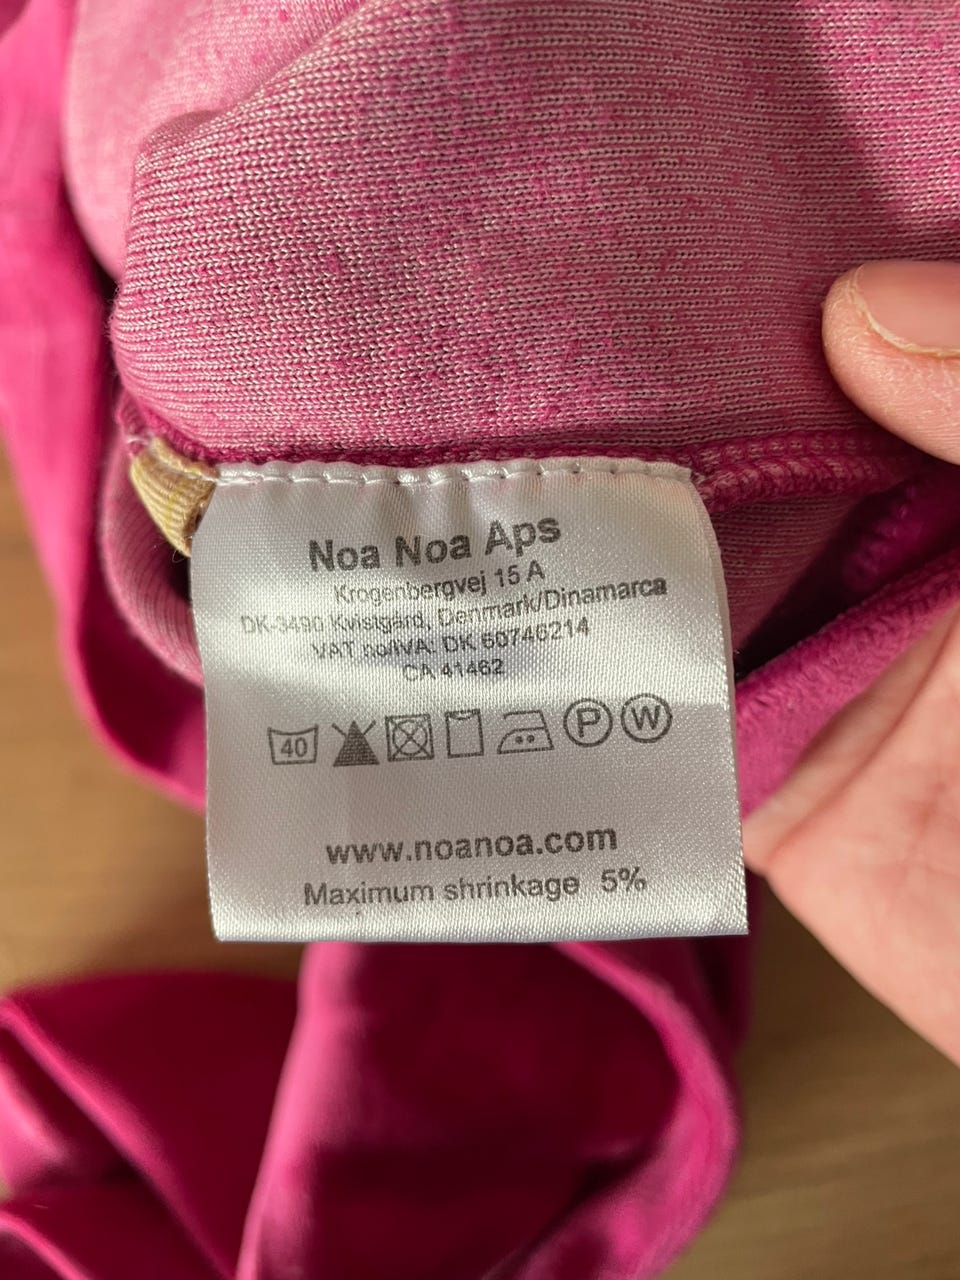 Noa Noa Aps
Krogenbergvej 15 A
DK-3490 Kvistgård, Denmark/Dinamarca
VAT no/IVA: DK 60746214
CA 41462
40 P W
www.noanoa.com
Maximum shrinkage 5%